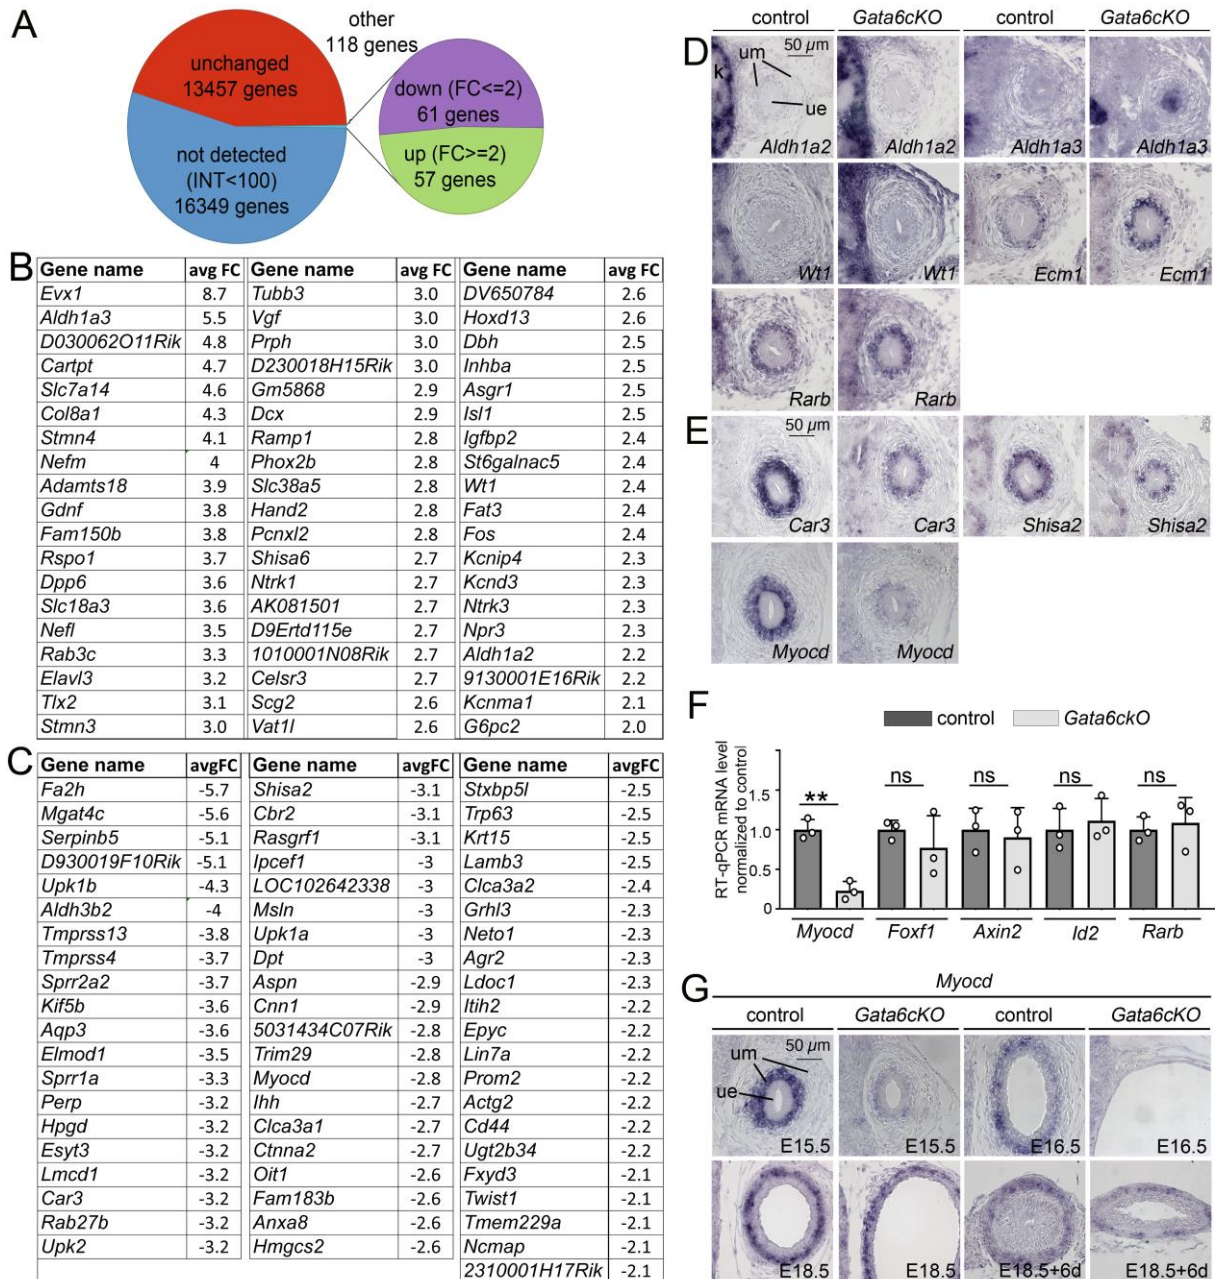 A
other
118 genes
unchanged
13457 genes
not detected
(INT<100)
16349 genes
down (FC<=2)
61 genes
up (FC>=2)
57 genes
B
Gene name avg FC Gene name avg FC Gene name avg FC
Evx1 8.7 Tubb3 3.0 DV650784 2.6
Aldh1a3 5.5 Vgf 3.0 Hoxd13 2.6
D030062O11Rik 4.8 Prph 3.0 Dbh 2.5
Cartpt 4.7 D230018H15Rik 3.0 Inhba 2.5
Slc7a14 4.6 Gm5868 2.9 Asgr1 2.5
Col8a1 4.3 Dcx 2.9 Isl1 2.5
Stmn4 4.1 Ramp1 2.8 Igfbp2 2.4
Nefm 4 Phox2b 2.8 St6galnac5 2.4
Adamts18 3.9 Slc38a5 2.8 Wt1 2.4
Gdnf 3.8 Hand2 2.8 Fat3 2.4
Fam150b 3.8 Pcnxl2 2.8 Fos 2.4
Rspo1 3.7 Shisa6 2.7 Kcnip4 2.3
Dpp6 3.6 Ntrk1 2.7 Kcnd3 2.3
Slc18a3 3.6 AK081501 2.7 Ntrk3 2.3
Nefl 3.5 D9Ertd115e 2.7 Npr3 2.3
Rab3c 3.3 1010001N08Rik 2.7 Aldh1a2 2.2
Elavl3 3.2 Celsr3 2.7 9130001E16Rik 2.2
Tlx2 3.1 Scg2 2.6 Kcnma1 2.1
Stmn3 3.0 Vat1l 2.6 G6pc2 2.0
C
Gene name avgFC Gene name avgFC Gene name avgFC
Fa2h -5.7 Shisa2 -3.1 Stxbp5l -2.5
Mgat4c -5.6 Cbr2 -3.1 Trp63 -2.5
Serpinb5 -5.1 Rasgrf1 -3.1 Krt15 -2.5
D930019F10Rik -5.1 Ipcef1 -3 Lamb3 -2.5
Upk1b -4.3 LOC102642338 -3 Clca3a2 -2.4
Aldh3b2 -4 Msln -3 Grhl3 -2.3
Tmprss13 -3.8 Upk1a -3 Neto1 -2.3
Tmprss4 -3.7 Dpt -3 Agr2 -2.3
Sprr2a2 -3.7 Aspn -2.9 Ldoc1 -2.3
Kif5b -3.6 Cnn1 -2.9 Itih2 -2.2
Aqp3 -3.6 5031434C07Rik -2.8 Epyc -2.2
Elmod1 -3.5 Trim29 -2.8 Lin7a -2.2
Sprr1a -3.3 Myocd -2.8 Prom2 -2.2
Perp -3.2 Ihh -2.7 Actg2 -2.2
Hpgd -3.2 Clca3a1 -2.7 Cd44 -2.2
Esyt3 -3.2 Ctnna2 -2.7 Ugt2b34 -2.2
Lmcd1 -3.2 Oit1 -2.6 Fxyd3 -2.1
Car3 -3.2 Fam183b -2.6 Twist1 -2.1
Rab27b -3.2 Anxa8 -2.6 Tmem229a -2.1
Upk2 -3.2 Hmgcs2 -2.6 Ncmap -2.1
2310001H17Rik -2.1
control Gata6cKO control Gata6cKO
D
k um 50 µm
ue
Aldh1a2 Aldh1a2 Aldh1a3 Aldh1a3
Wt1 Wt1 Ecm1 Ecm1
Rarb Rarb
E
50 µm
Car3 Car3 Shisa2 Shisa2
Myocd Myocd
F
control Gata6ckO
RT-qPCR mRNA level
normalized to control
1.5
1.0
0.5
0
** ns ns ns ns
Myocd Foxf1 Axin2 Id2 Rarb
G
Myocd
control Gata6cKO control Gata6cKO
um 50 µm
ue
E15.5 E15.5 E16.5 E16.5
E18.5 E18.5 E18.5+6d E18.5+6d